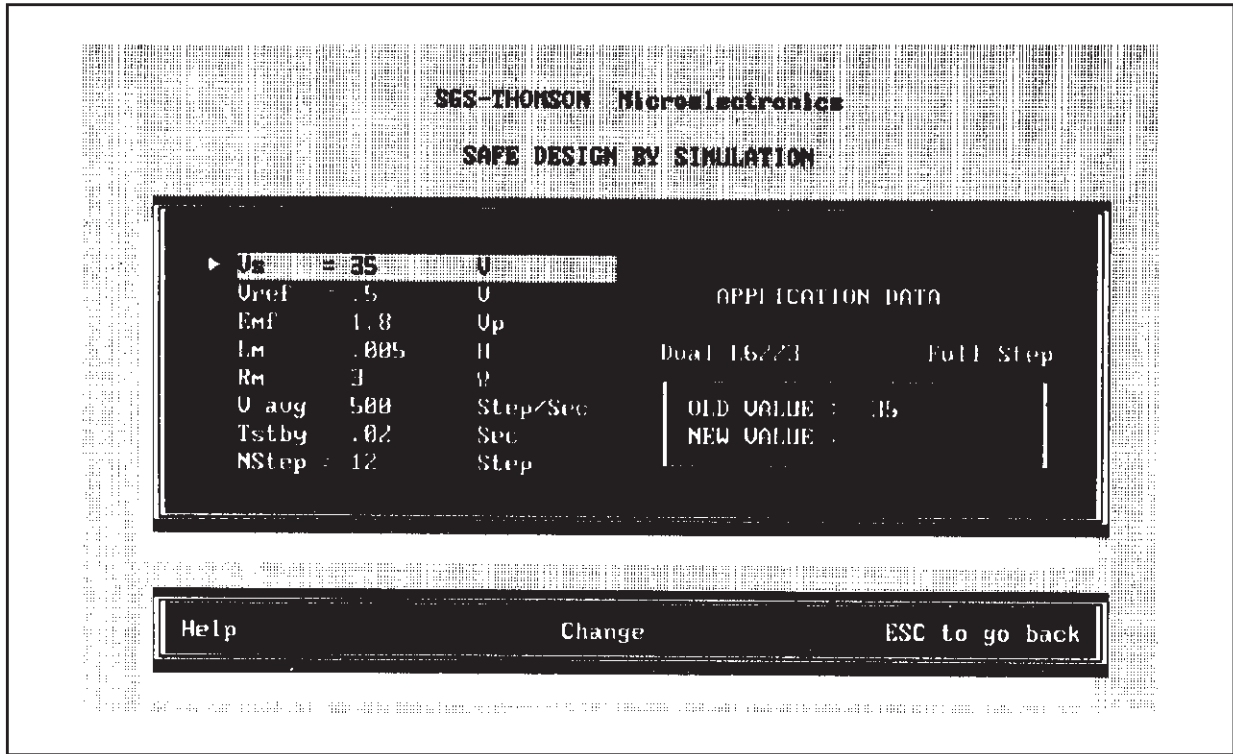 SGS-THOMSON Microelectronics
SAFE DESIGN BY SIMULATION
Vs = 35 V
Vref = .5 V
Emf 1.8 Vp
Lm .005 H
Rm 3 Ω
V avg 500 Step/Sec
Tstby .02 Sec
NStep = 12 Step
APPLICATION DATA
Dual L6223 Full Step
OLD VALUE : 35
NEW VALUE :
Help Change ESC to go back